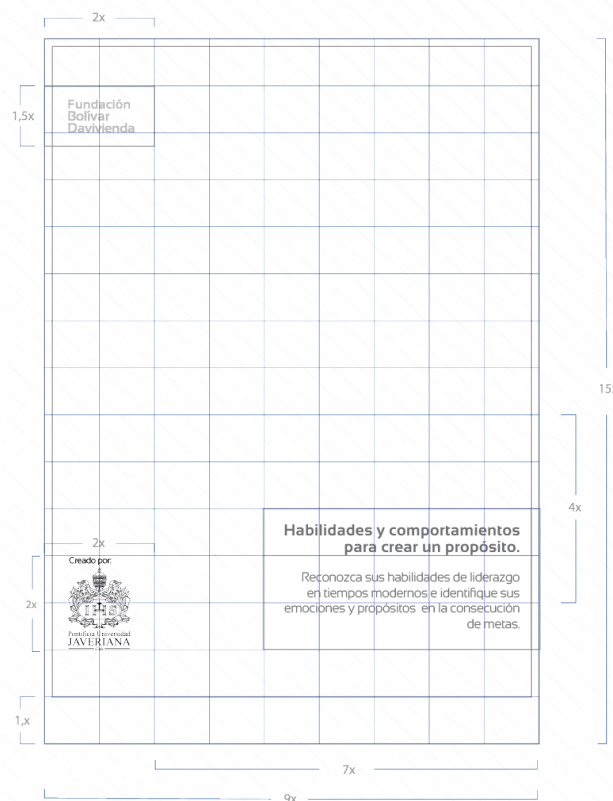 2x
1,5x
Fundación
Bolívar
Davivienda
15x
4x
Habilidades y comportamientos
para crear un propósito.
Reconozca sus habilidades de liderazgo
en tiempos modernos e identifique sus
emociones y propósitos en la consecución
de metas.
2x
Creado por:
2x
IHS
Pontificia Universidad
JAVERIANA
1,x
7x
9x